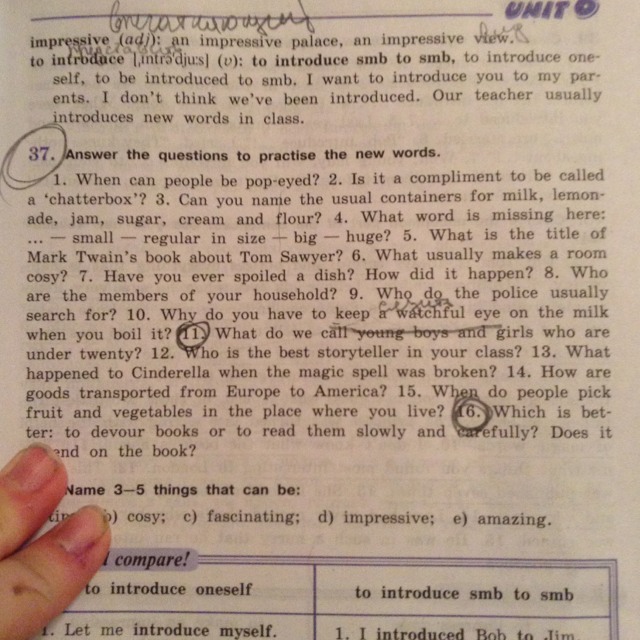 UNIT
impressive (adj): an impressive palace, an impressive view.
to introduce [ˌɪntrəˈdjuːs] (v): to introduce smb to smb, to introduce one-
self, to be introduced to smb. I want to introduce you to my par-
ents. I don't think we've been introduced. Our teacher usually
introduces new words in class.
37. Answer the questions to practise the new words.
1. When can people be pop-eyed? 2. Is it a compliment to be called
a 'chatterbox'? 3. Can you name the usual containers for milk, lemon-
ade, jam, sugar, cream and flour? 4. What word is missing here:
... — small — regular in size — big — huge? 5. What is the title of
Mark Twain's book about Tom Sawyer? 6. What usually makes a room
cosy? 7. Have you ever spoiled a dish? How did it happen? 8. Who
are the members of your household? 9. Who do the police usually
search for? 10. Why do you have to keep a watchful eye on the milk
when you boil it? 11. What do we call young boys and girls who are
under twenty? 12. Who is the best storyteller in your class? 13. What
happened to Cinderella when the magic spell was broken? 14. How are
goods transported from Europe to America? 15. When do people pick
fruit and vegetables in the place where you live? 16. Which is bet-
ter: to devour books or to read them slowly and carefully? Does it
end on the book?
Name 3—5 things that can be:
b) cosy; c) fascinating; d) impressive; e) amazing.
compare!
to introduce oneself
to introduce smb to smb
1. Let me introduce myself.
1. I introduced Bob to Jim.